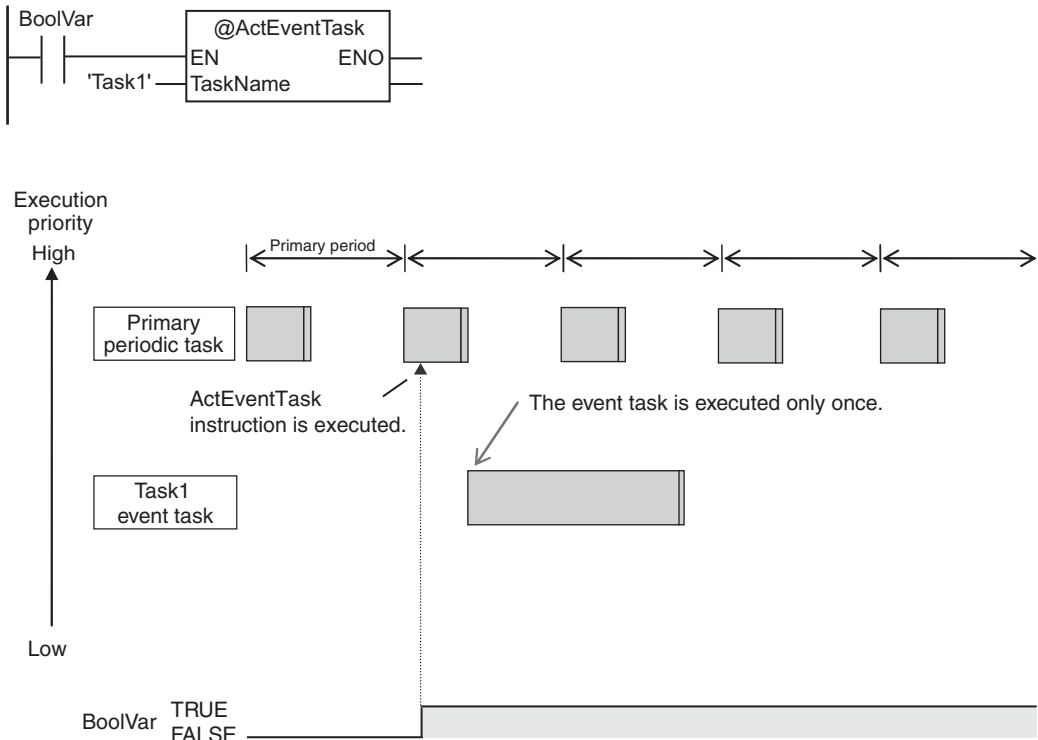 BoolVar
@ActEventTask
EN ENO
'Task1' TaskName
Execution
priority
High
Primary period
Primary
periodic task
ActEventTask
instruction is executed.
The event task is executed only once.
Task1
event task
Low
BoolVar TRUE
FALSE